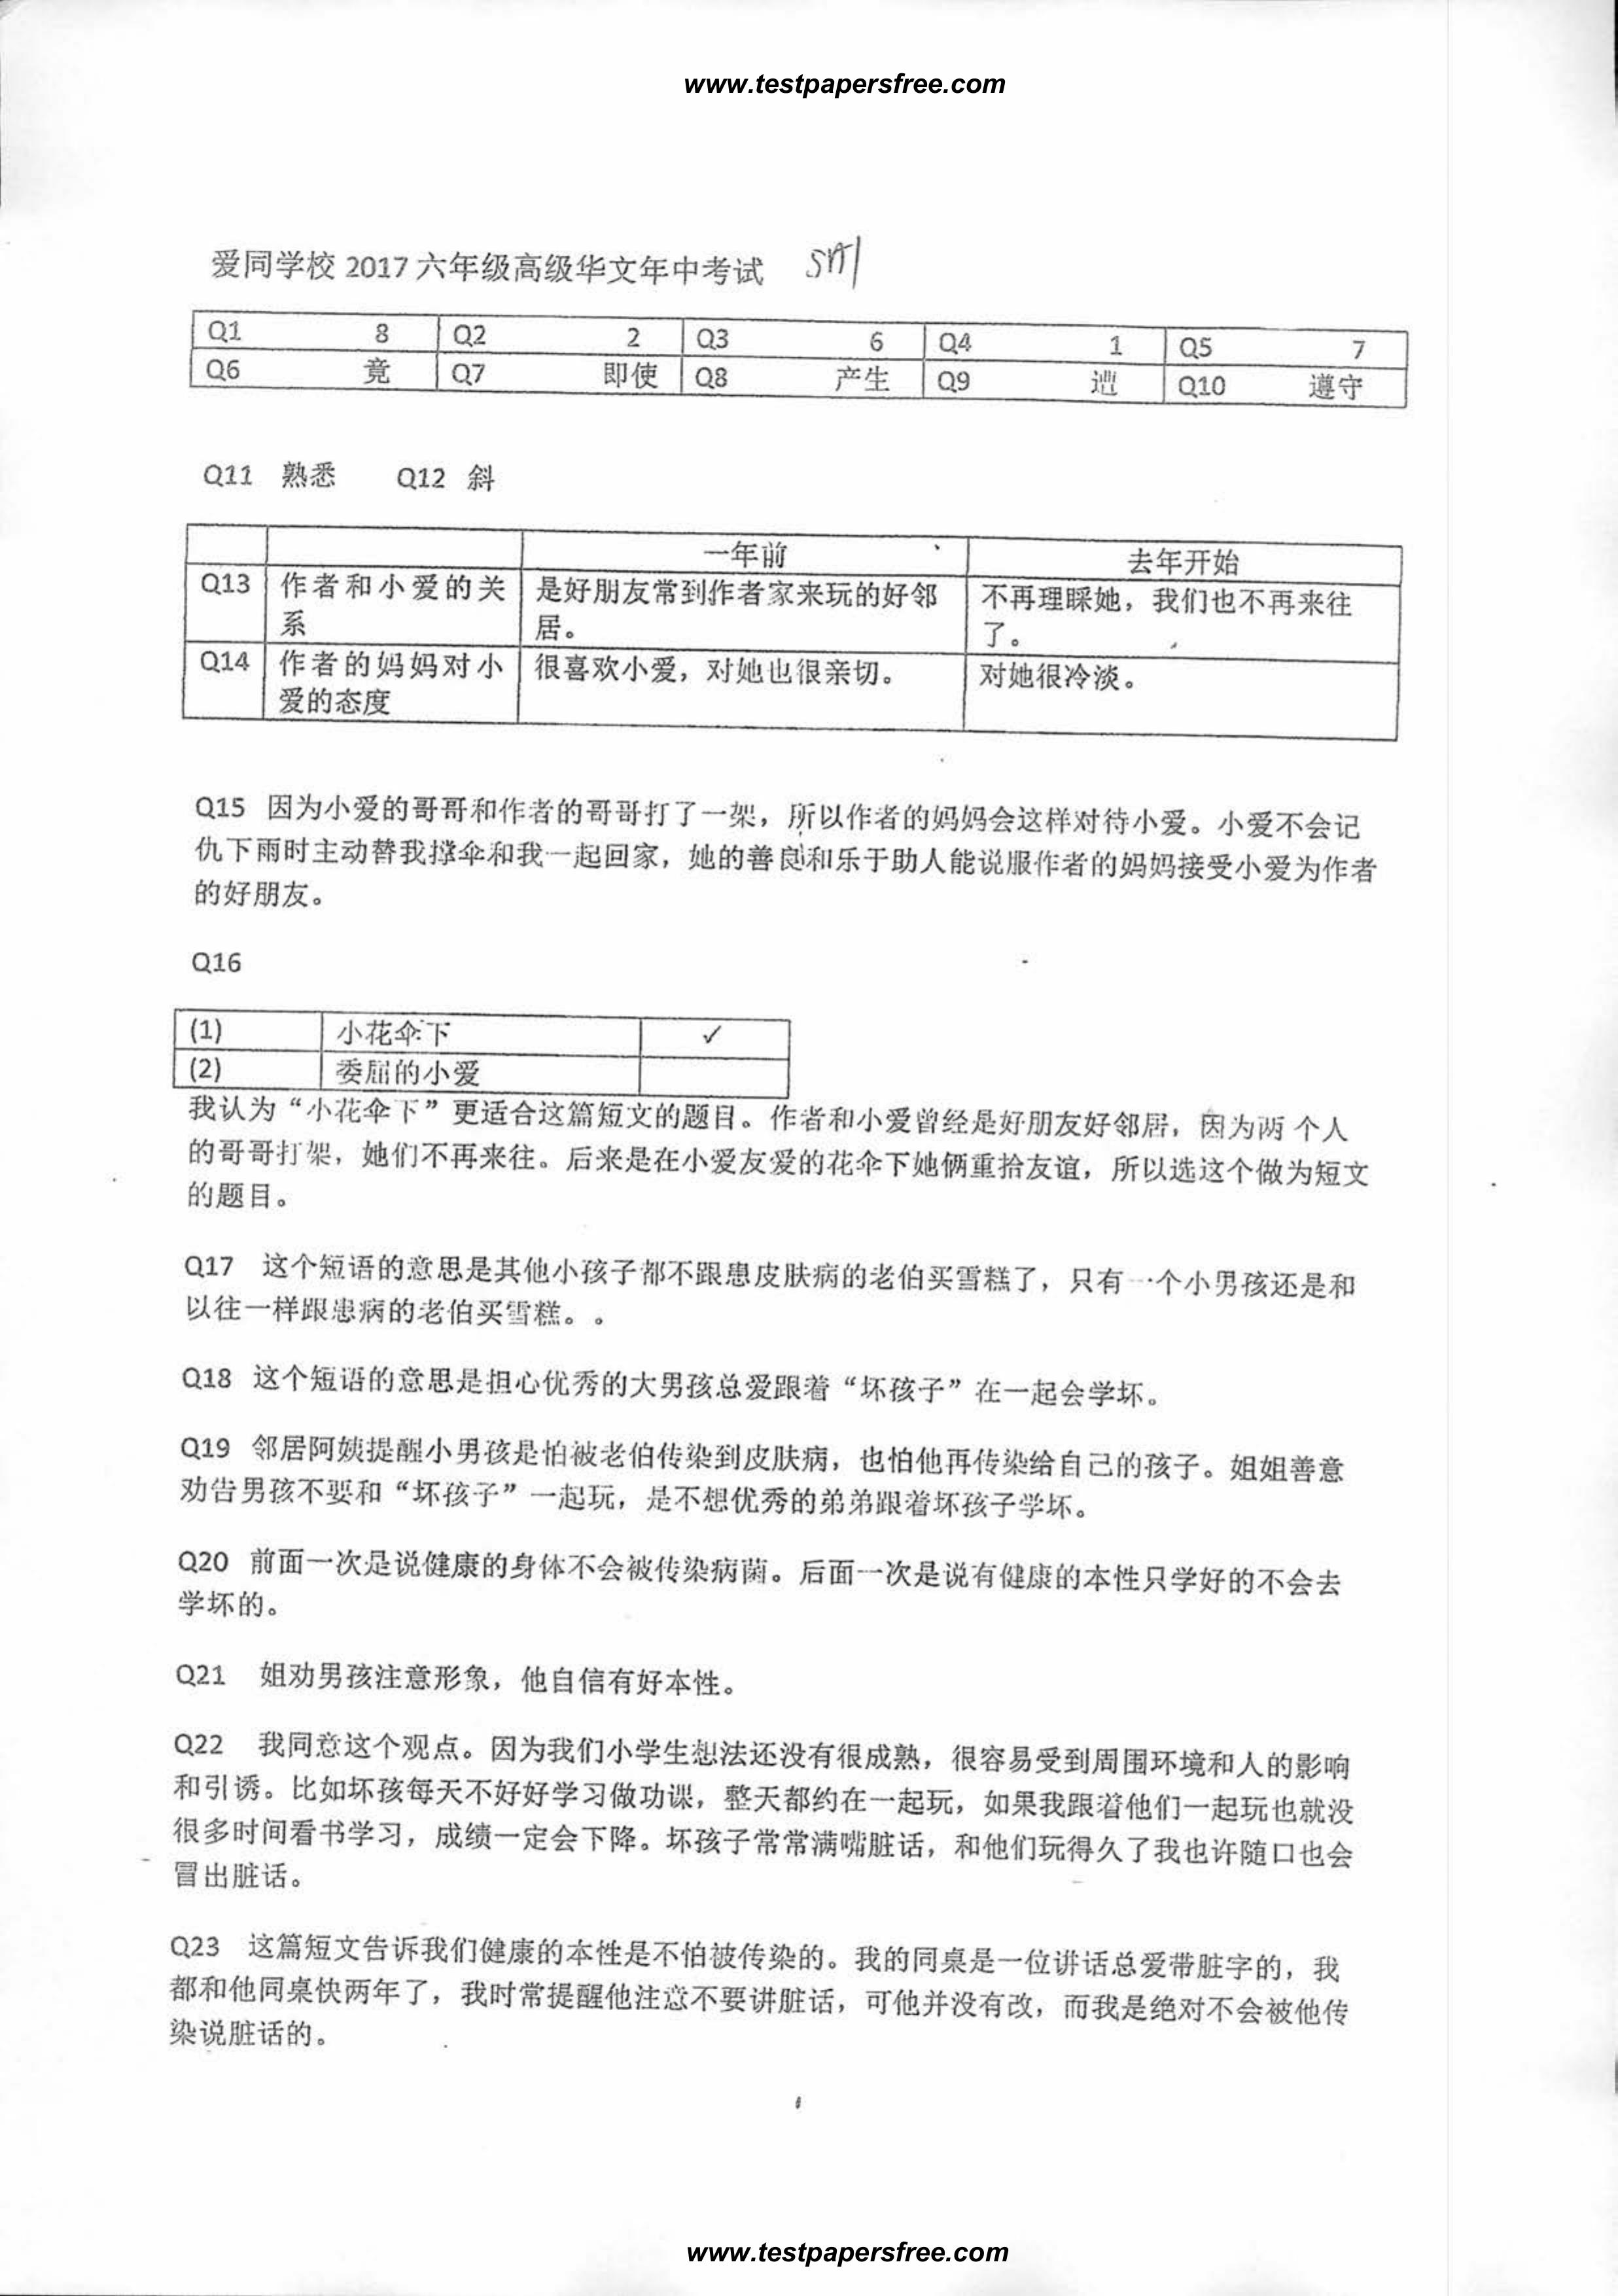 www.testpapersfree.com
爱同学校 2017 六年级高级华文年中考试 SA1
Q1 8 Q2 2 Q3 6 Q4 1 Q5 7
Q6 竟 Q7 即使 Q8 产生 Q9 Q10 遵守
Q11 熟悉 Q12 斜
一年前 去年开始
Q13 作者和小爱的关系 是好朋友常到作者家来玩的好邻居。 不再理睬她，我们也不再来往了。
Q14 作者的妈妈对小爱的态度 很喜欢小爱，对她也很亲切。 对她很冷淡。
Q15 因为小爱的哥哥和作者的哥哥打了一架，所以作者的妈妈会这样对待小爱。小爱不会记
仇下雨时主动替我撑伞和我一起回家，她的善良和乐于助人能说服作者的妈妈接受小爱为作者
的好朋友。
Q16
(1) 小花伞下 ✓
(2) 委屈的小爱
我认为“小花伞下”更适合这篇短文的题目。作者和小爱曾经是好朋友好邻居，因为两 个人
的哥哥打架，她们不再来往。后来是在小爱友爱的花伞下她俩重拾友谊，所以选这个做为短文
的题目。
Q17 这个短语的意思是其他小孩子都不跟患皮肤病的老伯买雪糕了，只有一个小男孩还是和
以往一样跟患病的老伯买雪糕。。
Q18 这个短语的意思是担心优秀的大男孩总爱跟着“坏孩子”在一起会学坏。
Q19 邻居阿姨提醒小男孩是怕被老伯传染到皮肤病，也怕他再传染给自己的孩子。姐姐善意
劝告男孩不要和“坏孩子”一起玩，是不想优秀的弟弟跟着坏孩子学坏。
Q20 前面一次是说健康的身体不会被传染病菌。后面一次是说有健康的本性只学好的不会去
学坏的。
Q21 姐劝男孩注意形象，他自信有好本性。
Q22 我同意这个观点。因为我们小学生想法还没有很成熟，很容易受到周围环境和人的影响
和引诱。比如坏孩每天不好好学习做功课，整天都约在一起玩，如果我跟着他们一起玩也就没
很多时间看书学习，成绩一定会下降。坏孩子常常满嘴脏话，和他们玩得久了我也许随口也会
冒出脏话。
Q23 这篇短文告诉我们健康的本性是不怕被传染的。我的同桌是一位讲话总爱带脏字的，我
都和他同桌快两年了，我时常提醒他注意不要讲脏话，可他并没有改，而我是绝对不会被他传
染说脏话的。
www.testpapersfree.com